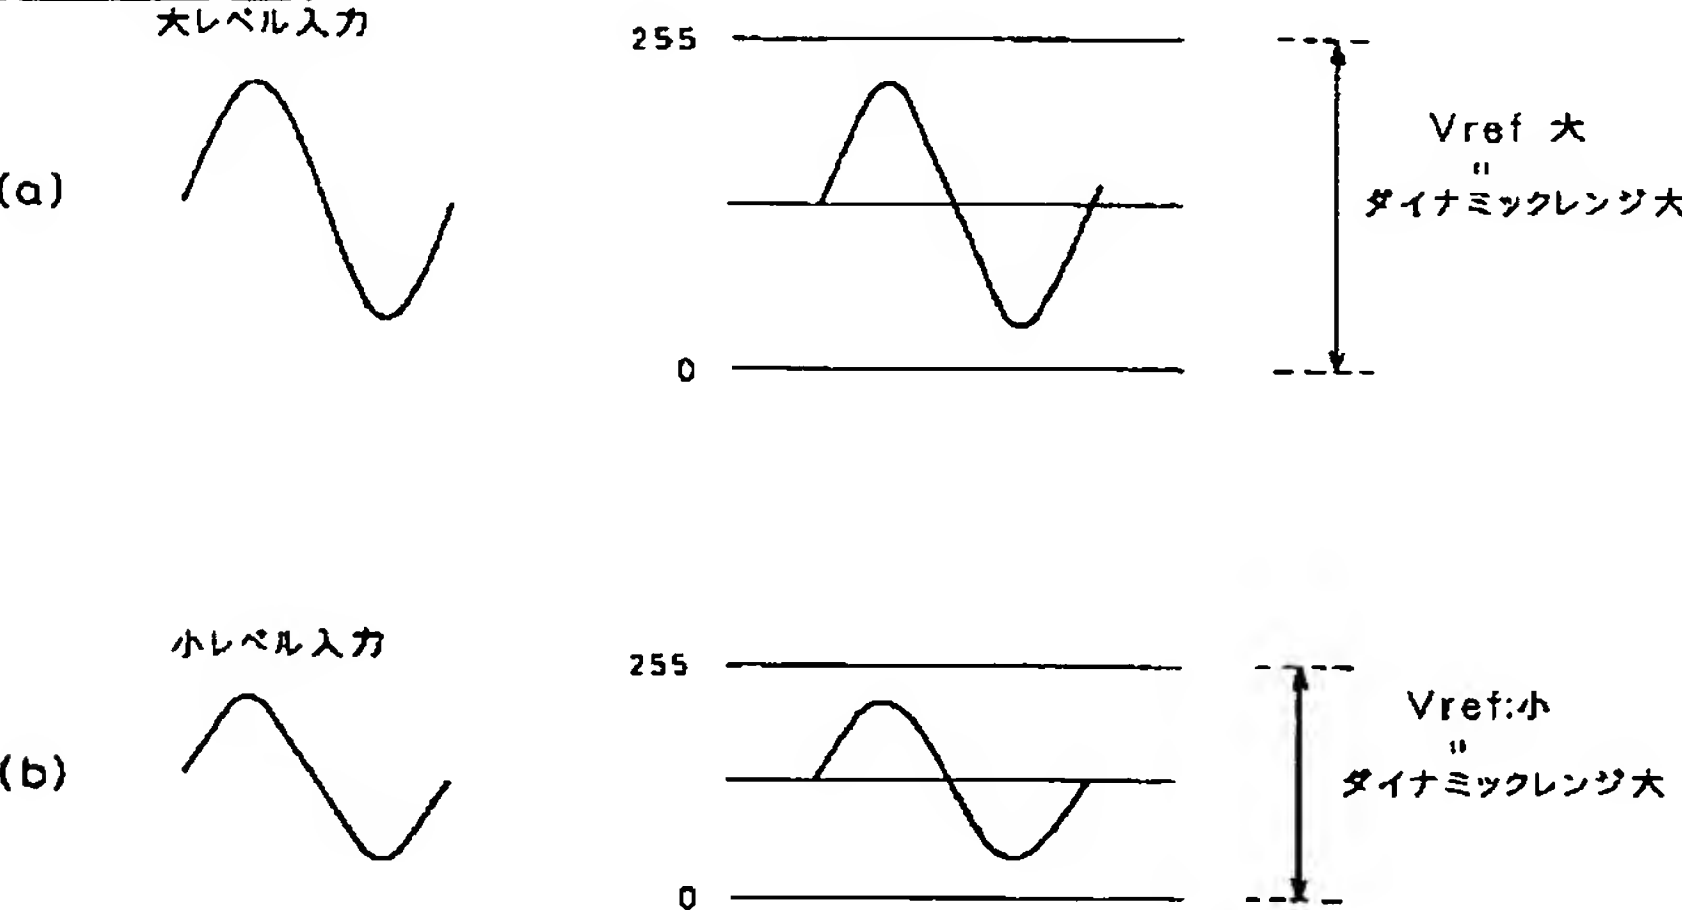 大レベル入力
255
(a)
Vref 大
"
ダイナミックレンジ大
0
小レベル入力
255
(b)
Vref:小
"
ダイナミックレンジ大
0